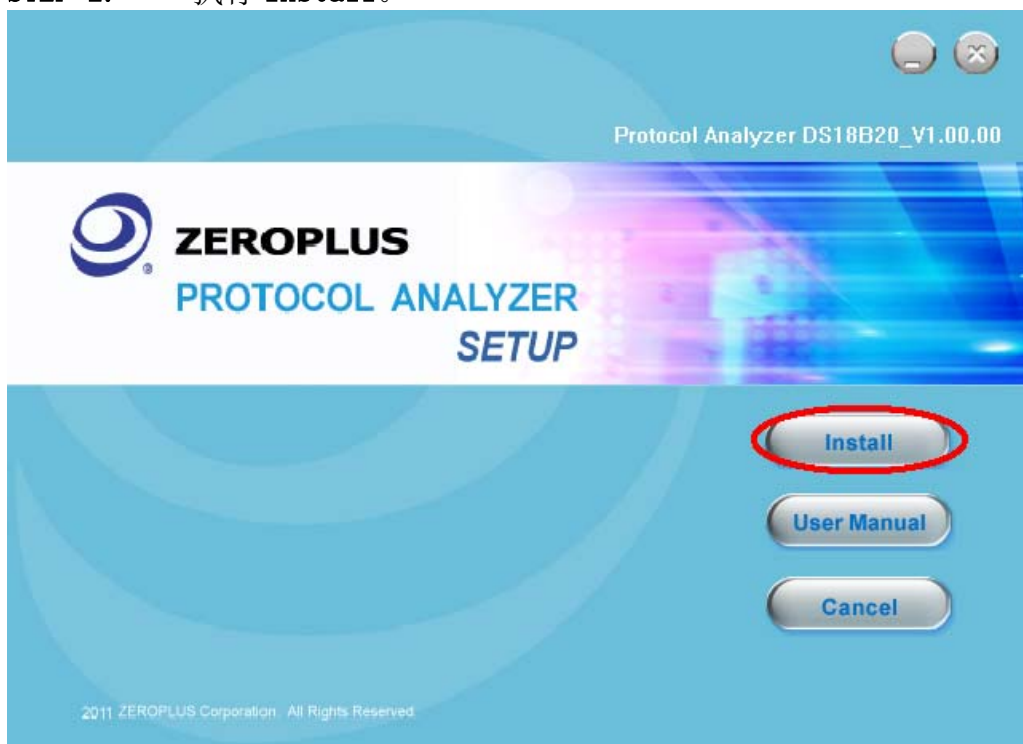 Protocol Analyzer DS18B20_V1.00.00
ZEROPLUS
PROTOCOL ANALYZER
SETUP
Install
User Manual
Cancel
2011 ZEROPLUS Corporation. All Rights Reserved.